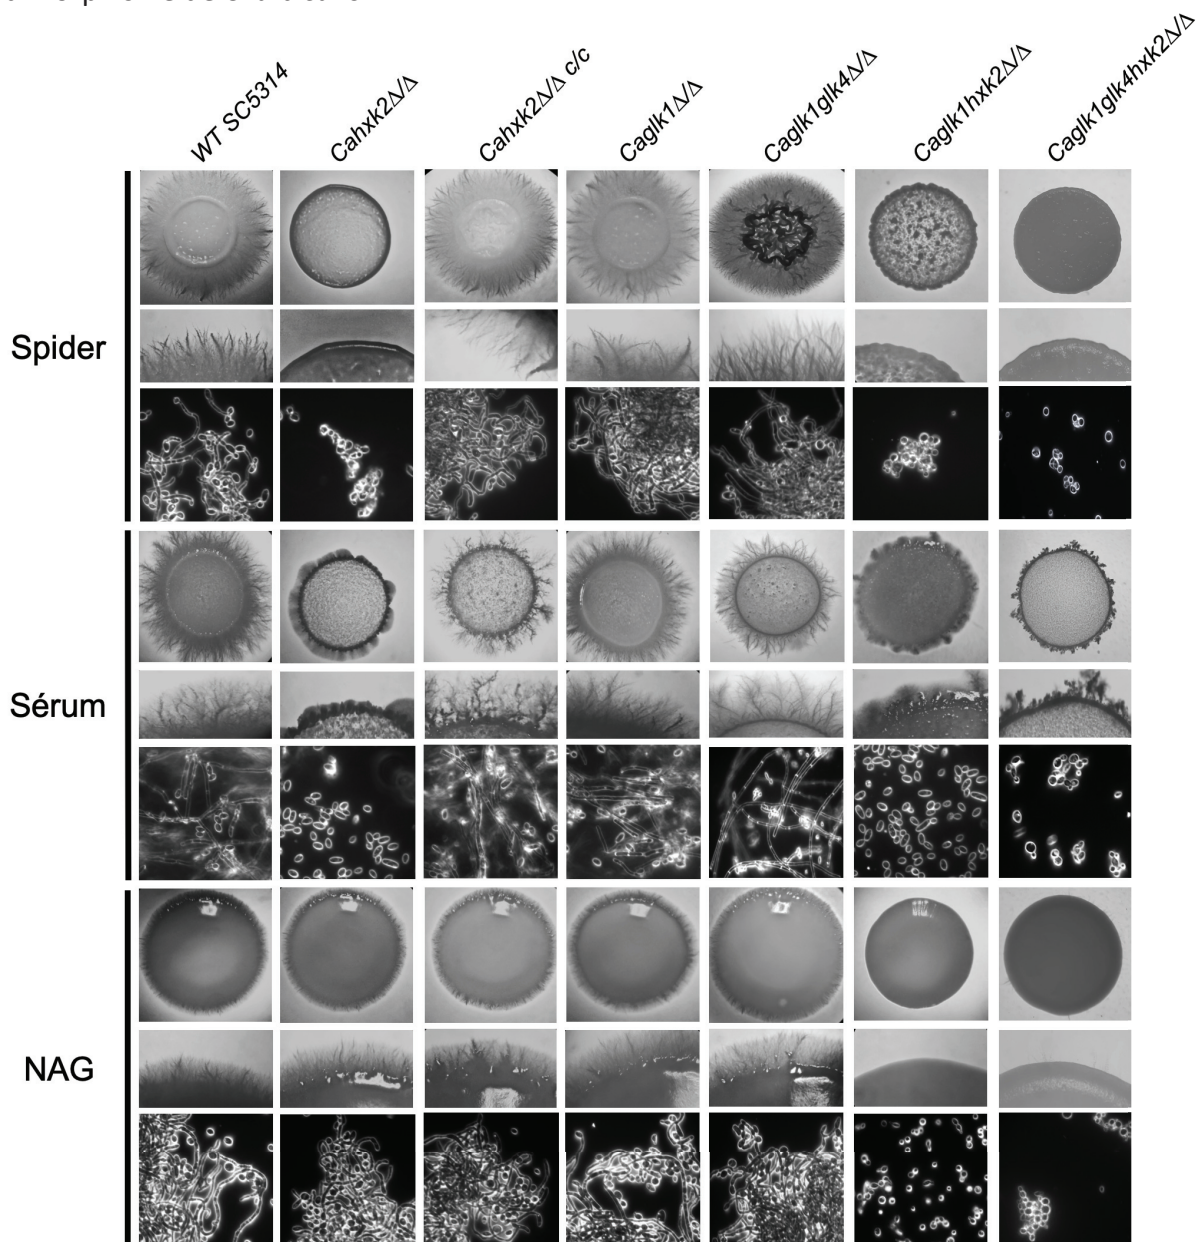 WT SC5314
Cahxk2Δ/Δ
Cahxk2Δ/Δ c/c
Caglk1Δ/Δ
Caglk1glk4Δ/Δ
Caglk1hxk2Δ/Δ
Caglk1glk4hxk2Δ/Δ
Spider
Sérum
NAG